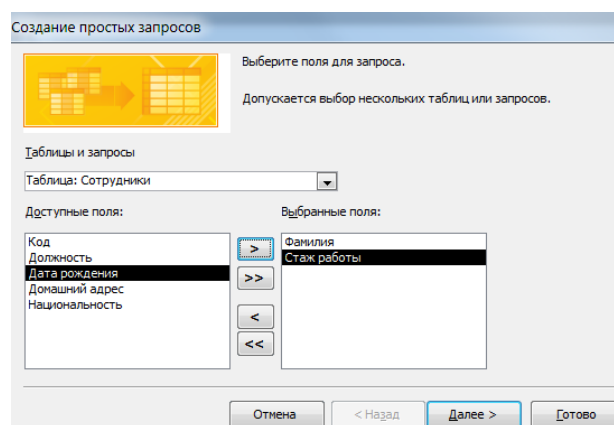 Создание простых запросов
Выберите поля для запроса.
Допускается выбор нескольких таблиц или запросов.
Таблицы и запросы
Таблица: Сотрудники
Доступные поля:
Выбранные поля:
Код
Должность
Дата рождения
Домашний адрес
Национальность
>
>>
<
<<
Фамилия
Стаж работы
Отмена
< Назад
Далее >
Готово